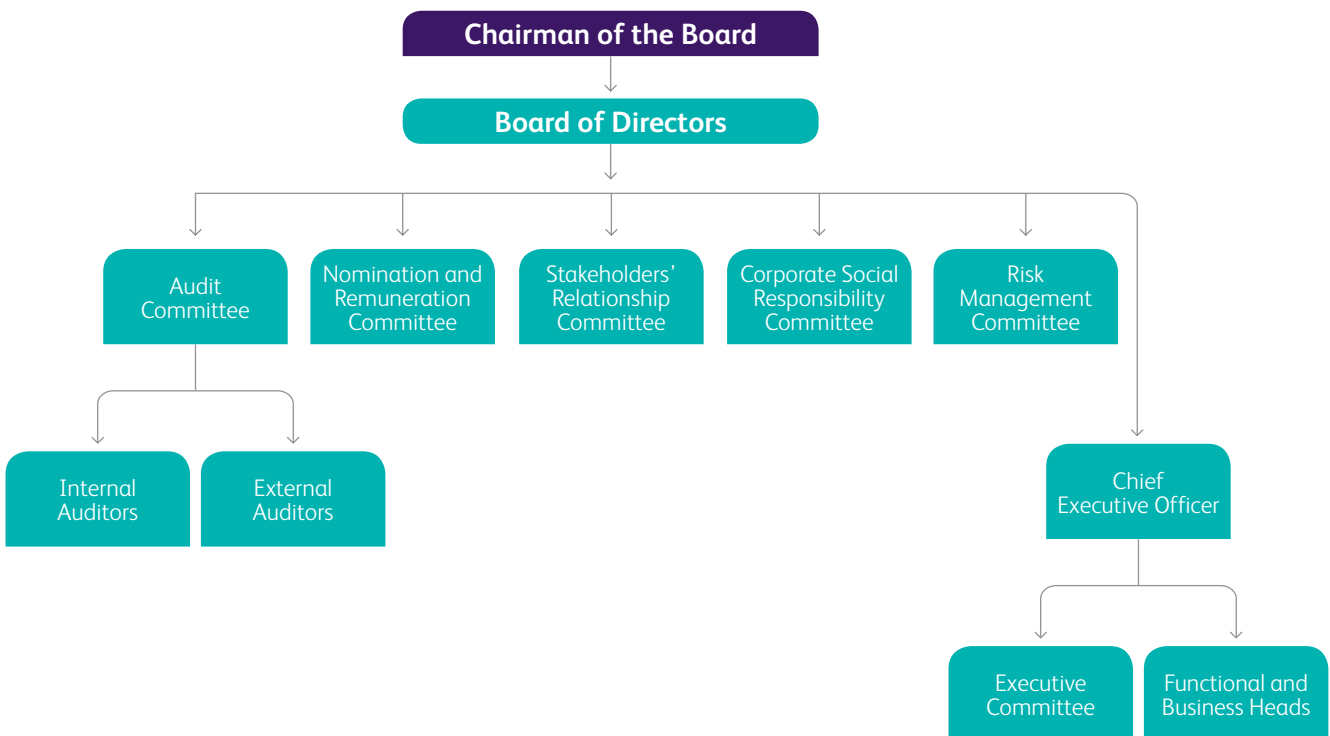 Chairman of the Board
Board of Directors
Audit
Committee
Nomination and
Remuneration
Committee
Stakeholders’
Relationship
Committee
Corporate Social
Responsibility
Committee
Risk
Management
Committee
Internal
Auditors
External
Auditors
Chief
Executive Officer
Executive
Committee
Functional and
Business Heads